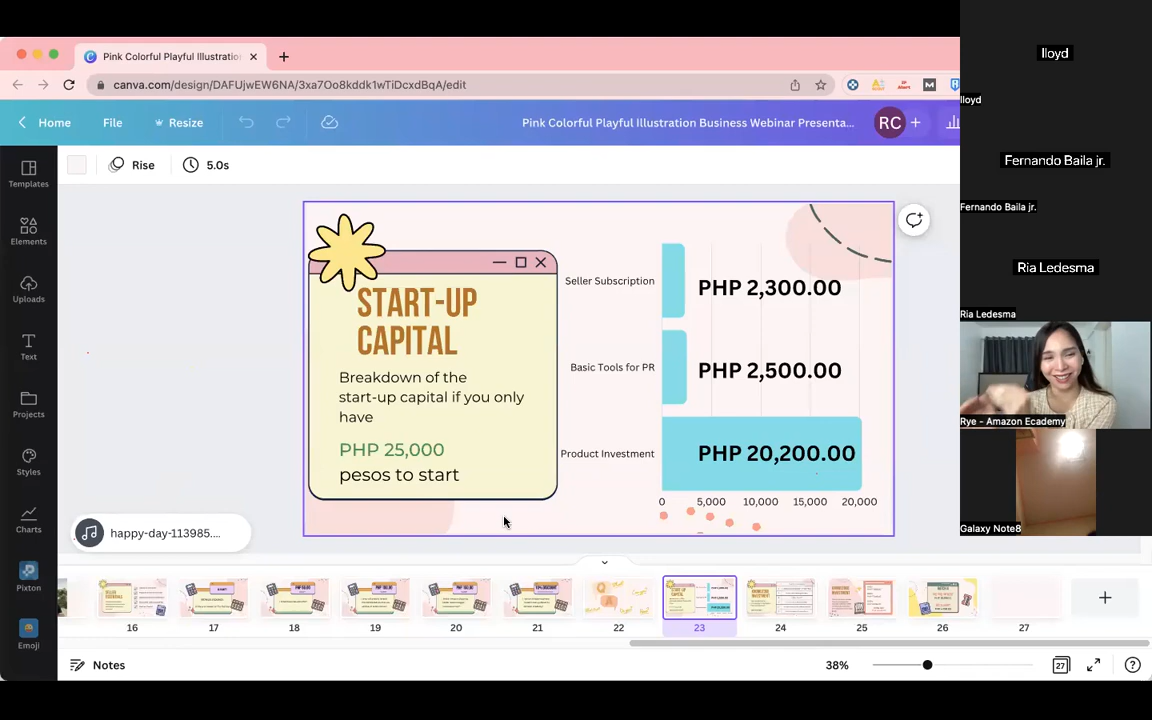 Pink Colorful Playful Illustratio
canva.com/design/DAFUjwEW6NA/3xa7Oo8kddk1wTiDcxdBqA/edit
Home
File
Resize
Pink Colorful Playful Illustration Business Webinar Presenta...
RC
Rise
5.0s
Templates
Elements
Uploads
Text
Projects
Styles
Charts
Pixton
Emoji
START-UP
CAPITAL
Breakdown of the
start-up capital if you only
have
PHP 25,000
pesos to start
Seller Subscription
PHP 2,300.00
Basic Tools for PR
PHP 2,500.00
Product Investment
PHP 20,200.00
0 5,000 10,000 15,000 20,000
happy-day-113985....
16 17 18 19 20 21 22 23 24 25 26 27
Notes
38%
27
lloyd
lloyd
Fernando Baila jr.
Fernando Baila jr.
Ria Ledesma
Ria Ledesma
Rye - Amazon Ecademy
Galaxy Note8